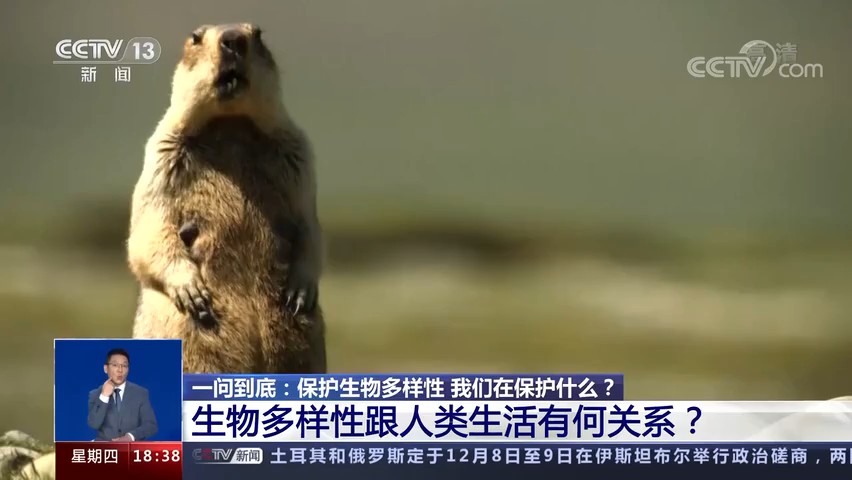 CCTV 13
新闻
高清
CCTV.com
一问到底：保护生物多样性 我们在保护什么？
生物多样性跟人类生活有何关系？
星期四 18:38 CCTV 新闻 土耳其和俄罗斯定于12月8日至9日在伊斯坦布尔举行政治磋商，两